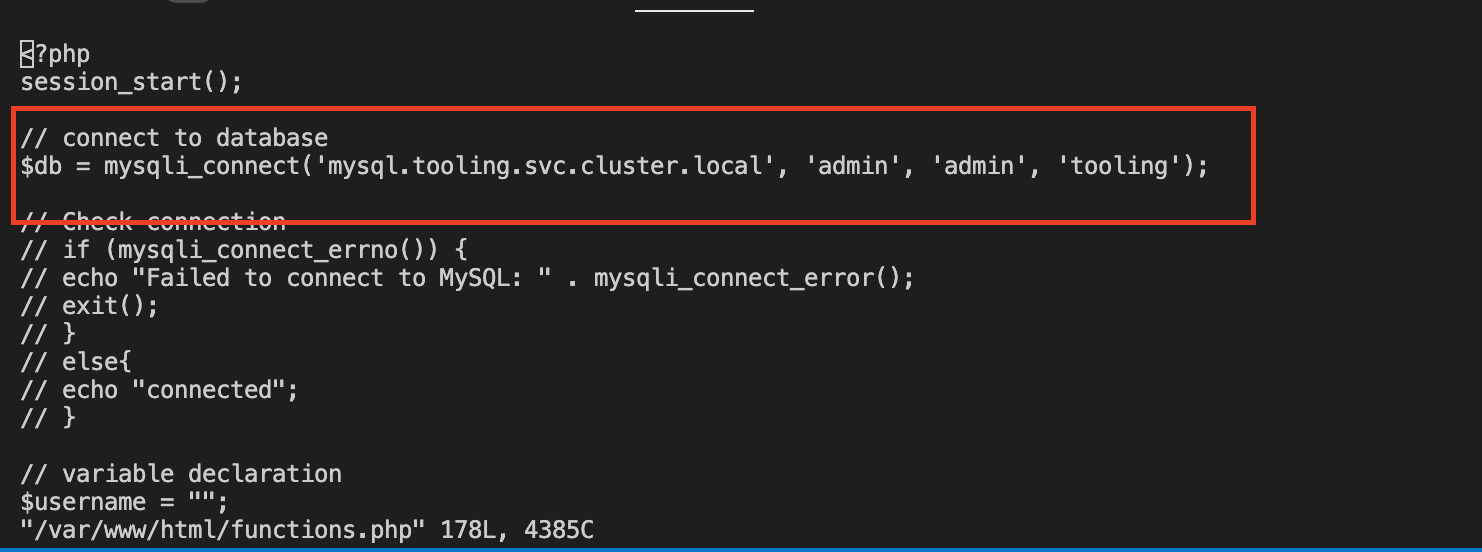 <?php
session_start();
// connect to database
$db = mysqli_connect('mysql.tooling.svc.cluster.local', 'admin', 'admin', 'tooling');
// Check connection
// if (mysqli_connect_errno()) {
// echo "Failed to connect to MySQL: " . mysqli_connect_error();
// exit();
// }
// else{
// echo "connected";
// }
// variable declaration
$username = "";
"/var/www/html/functions.php" 178L, 4385C